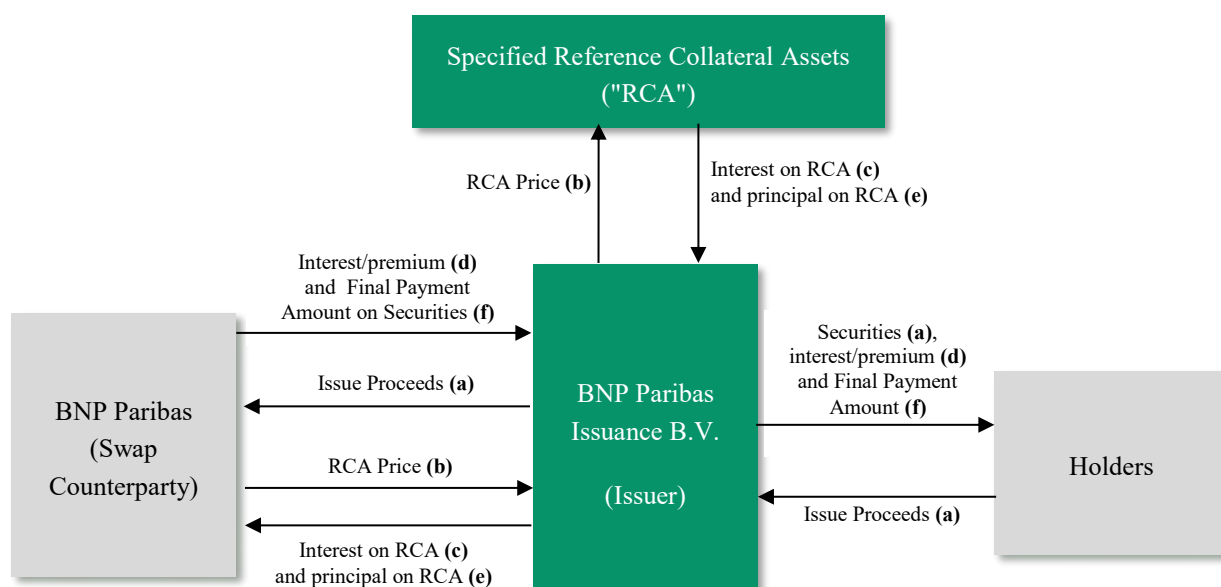 Specified Reference Collateral Assets
("RCA")
RCA Price (b)
Interest on RCA (c)
and principal on RCA (e)
Interest/premium (d)
and Final Payment
Amount on Securities (f)
Issue Proceeds (a)
RCA Price (b)
Interest on RCA (c)
and principal on RCA (e)
BNP Paribas
(Swap
Counterparty)
BNP Paribas
Issuance B.V.
(Issuer)
Securities (a),
interest/premium (d)
and Final Payment
Amount (f)
Issue Proceeds (a)
Holders